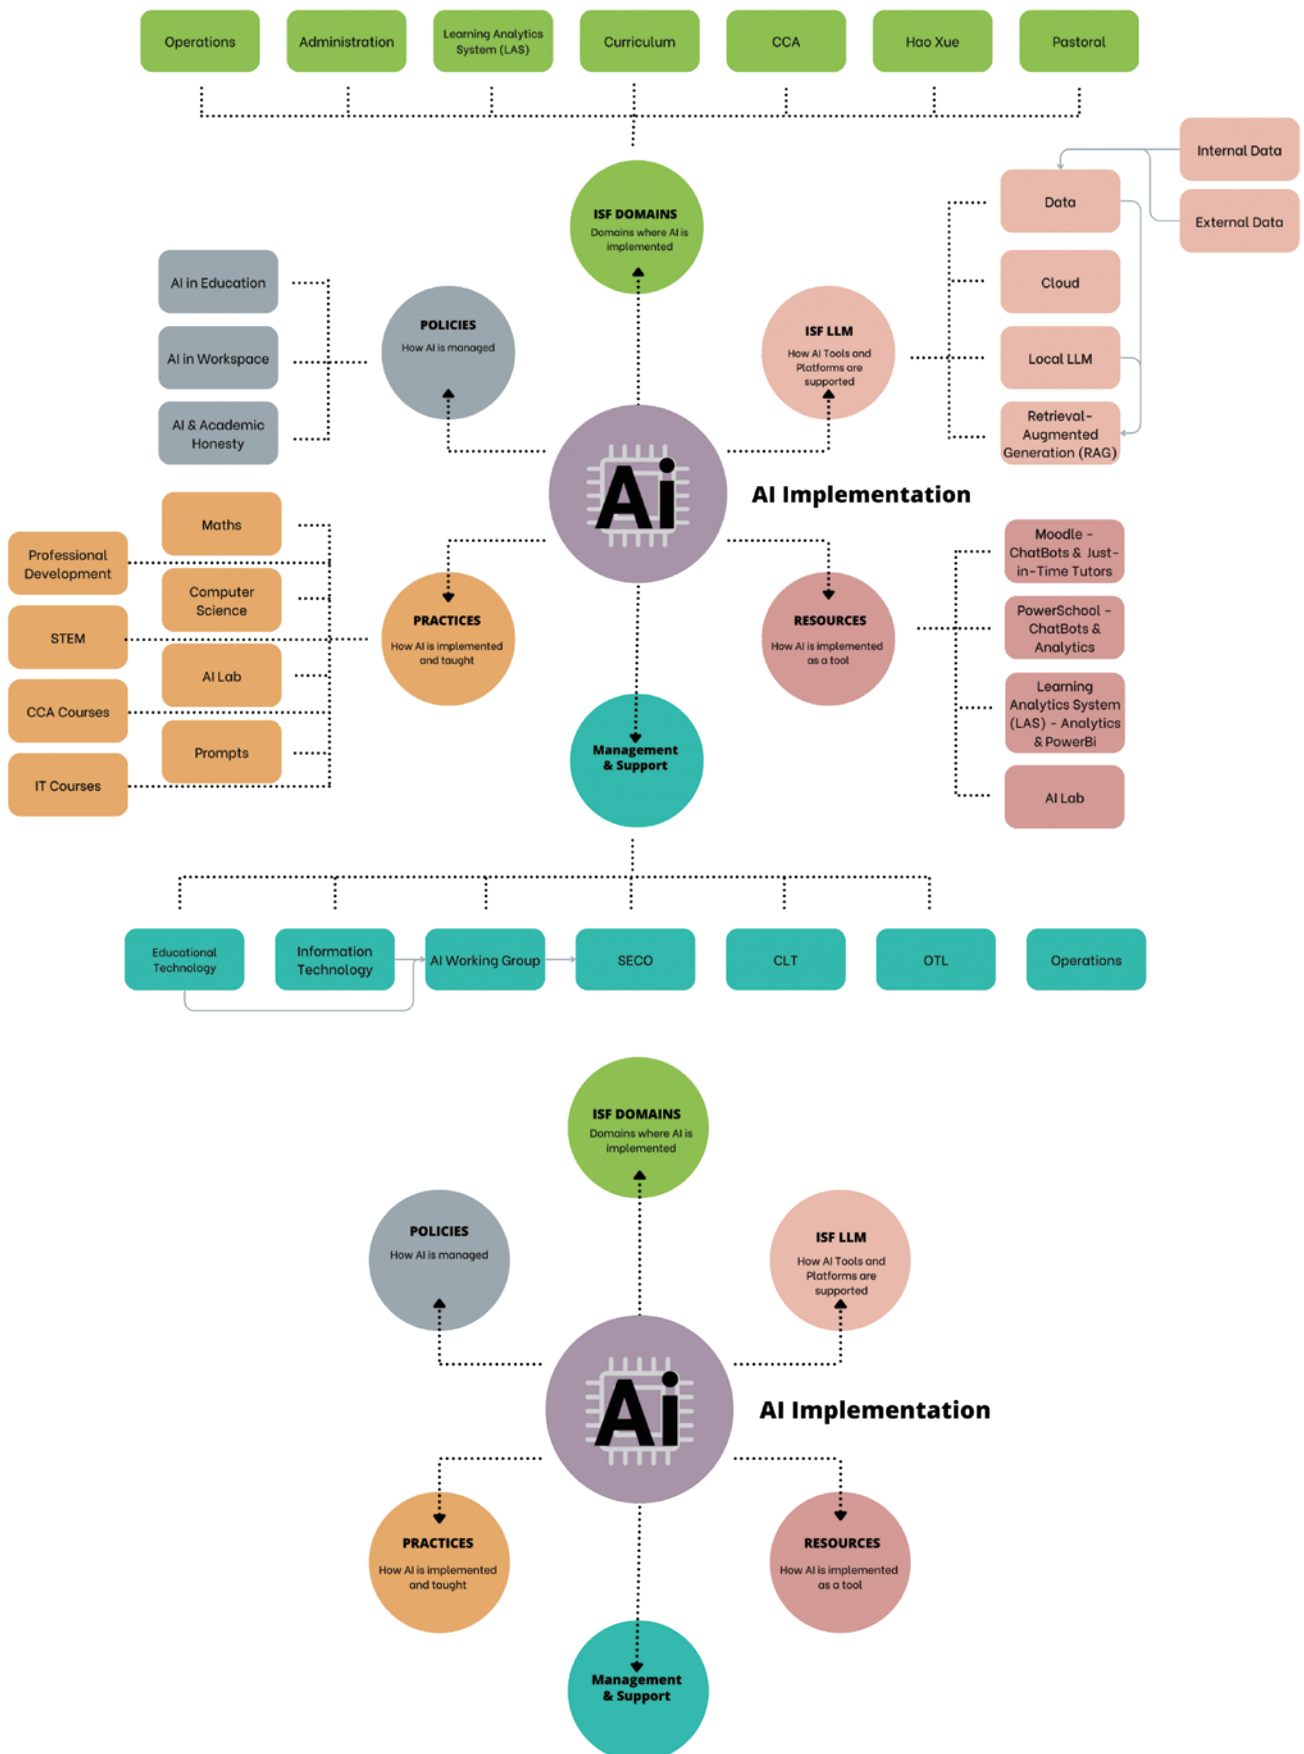 Operations
Administration
Learning Analytics
System (LAS)
Curriculum
CCA
Hao Xue
Pastoral
Internal Data
External Data
Data
Cloud
Local LLM
Retrieval-
Augmented
Generation (RAG)
ISF DOMAINS
Domains where AI is
implemented
AI in Education
AI in Workspace
AI & Academic
Honesty
POLICIES
How AI is managed
ISF LLM
How AI Tools and
Platforms are
supported
Ai
AI Implementation
Maths
Professional
Development
Computer
Science
STEM
AI Lab
CCA Courses
Prompts
IT Courses
PRACTICES
How AI is implemented
and taught
RESOURCES
How AI is implemented
as a tool
Moodle -
ChatBots & Just-
in-Time Tutors
PowerSchool -
ChatBots &
Analytics
Learning
Analytics System
(LAS) - Analytics
& PowerBi
AI Lab
Management
& Support
Educational
Technology
Information
Technology
AI Working Group
SECO
CLT
OTL
Operations
ISF DOMAINS
Domains where AI is
implemented
POLICIES
How AI is managed
ISF LLM
How AI Tools and
Platforms are
supported
Ai
AI Implementation
PRACTICES
How AI is implemented
and taught
RESOURCES
How AI is implemented
as a tool
Management
& Support